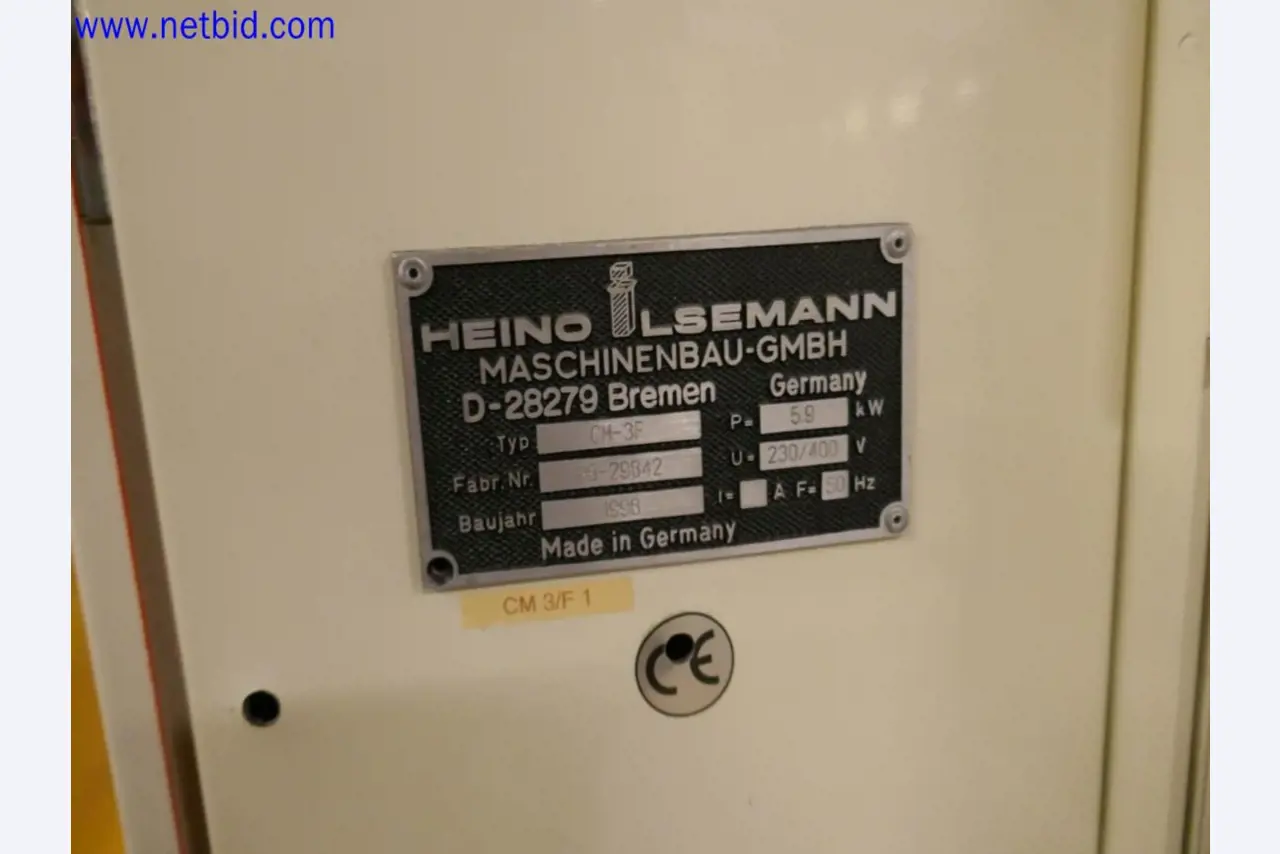 www.netbid.com
HEINO ILSEMANN
MASCHINENBAU-GMBH
D-28279 Bremen Germany
Typ CM-3F P= 5.9 kW
Fabr. Nr. U= 230/400 V
Baujahr 1998 I= A F= 50 Hz
Made in Germany
CM 3/F 1
CE